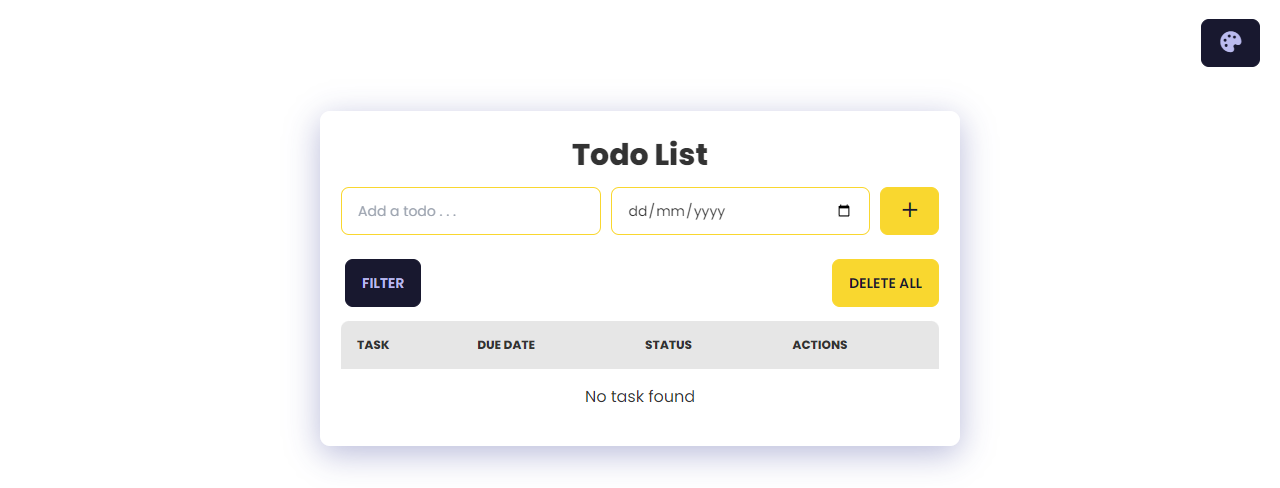 Todo List
Add a todo . . .
dd/mm/yyyy
+
FILTER
DELETE ALL
TASK DUE DATE STATUS ACTIONS
No task found